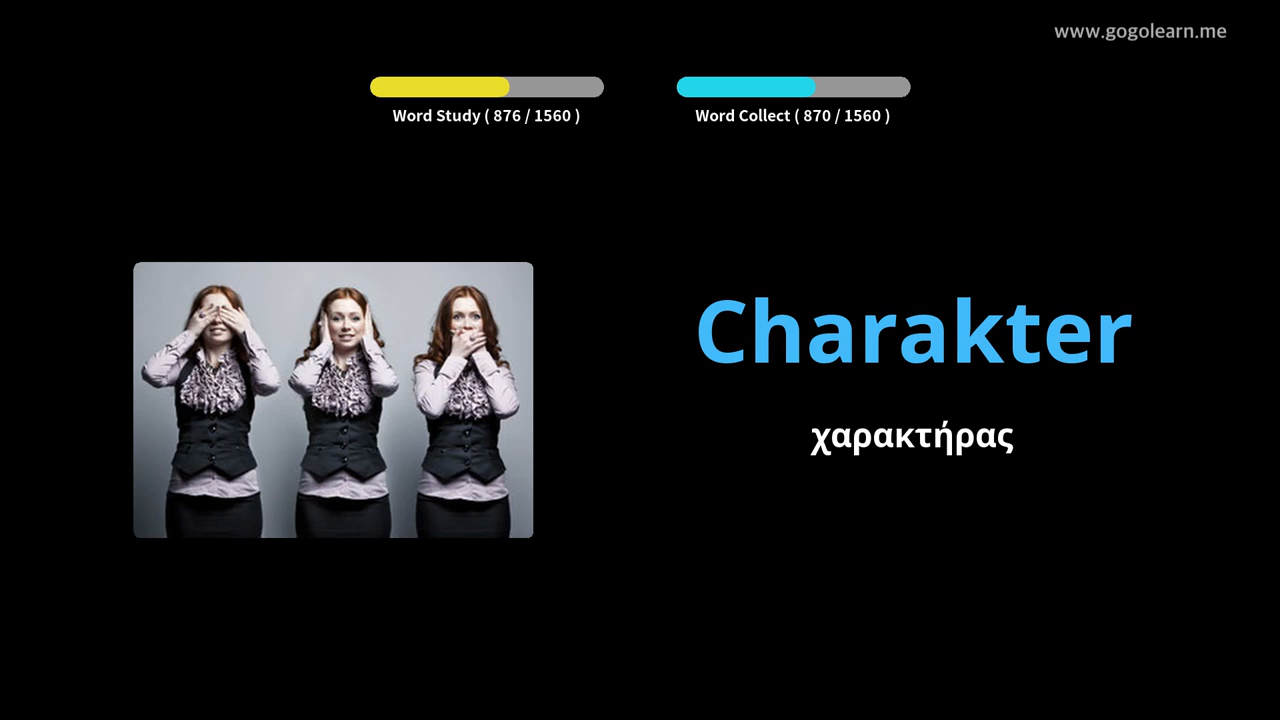 www.gogolearn.me
Word Study ( 876 / 1560 )
Word Collect ( 870 / 1560 )
Charakter
χαρακτήρας